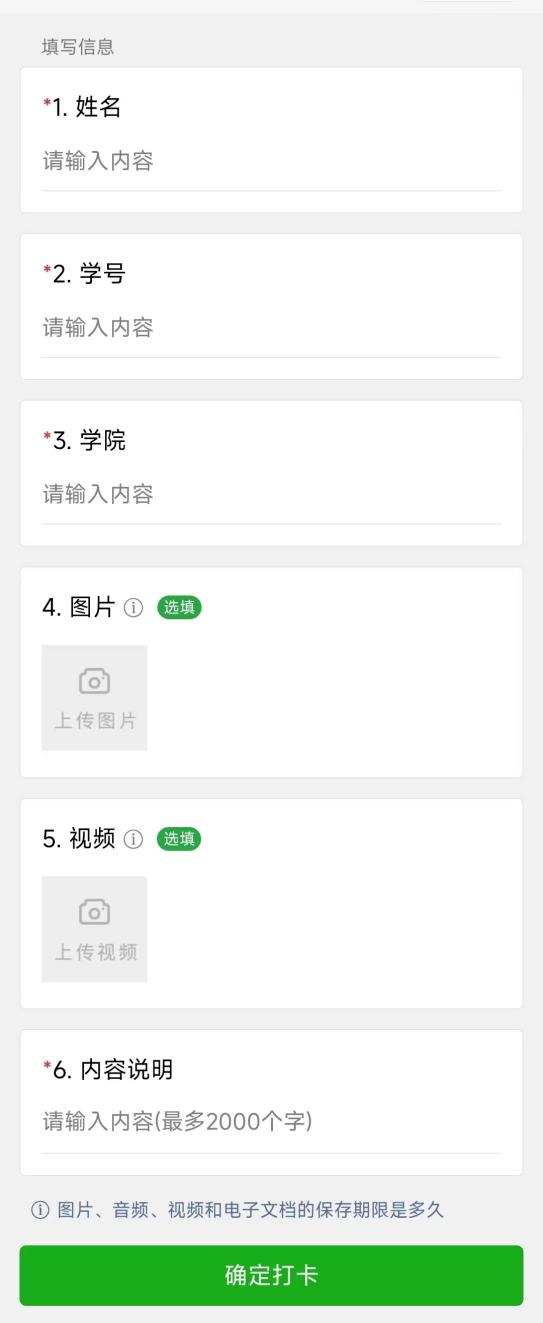 填写信息
*1. 姓名
请输入内容
*2. 学号
请输入内容
*3. 学院
请输入内容
4. 图片 选填
上传图片
5. 视频 选填
上传视频
*6. 内容说明
请输入内容(最多2000个字)
图片、音频、视频和电子文档的保存期限是多久
确定打卡